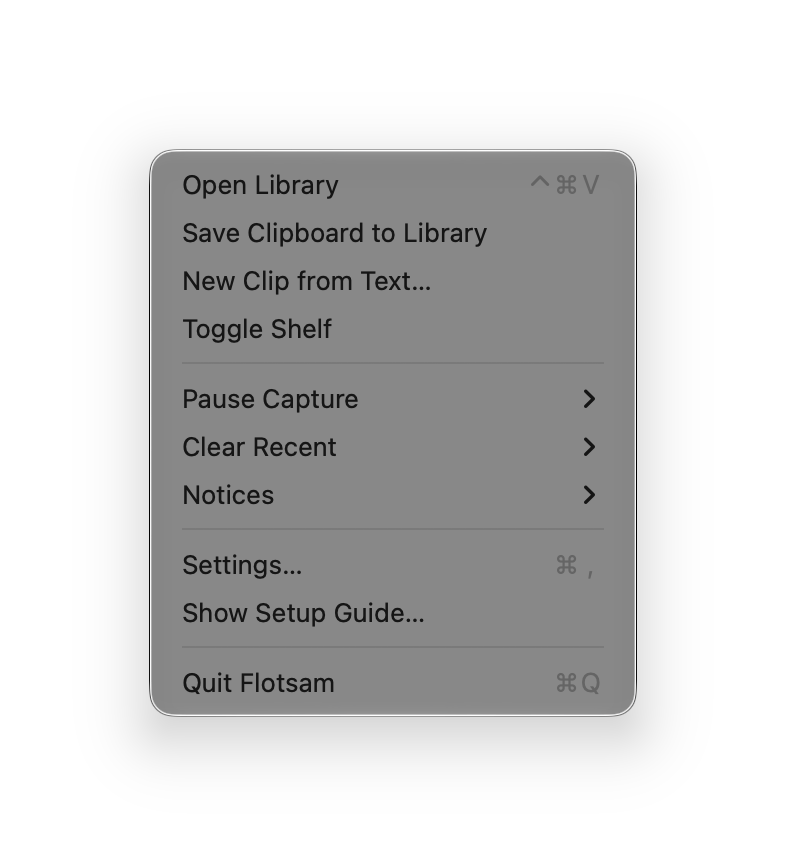 Open Library ^⌘V
Save Clipboard to Library
New Clip from Text...
Toggle Shelf
Pause Capture
Clear Recent
Notices
Settings... ⌘,
Show Setup Guide...
Quit Flotsam ⌘Q